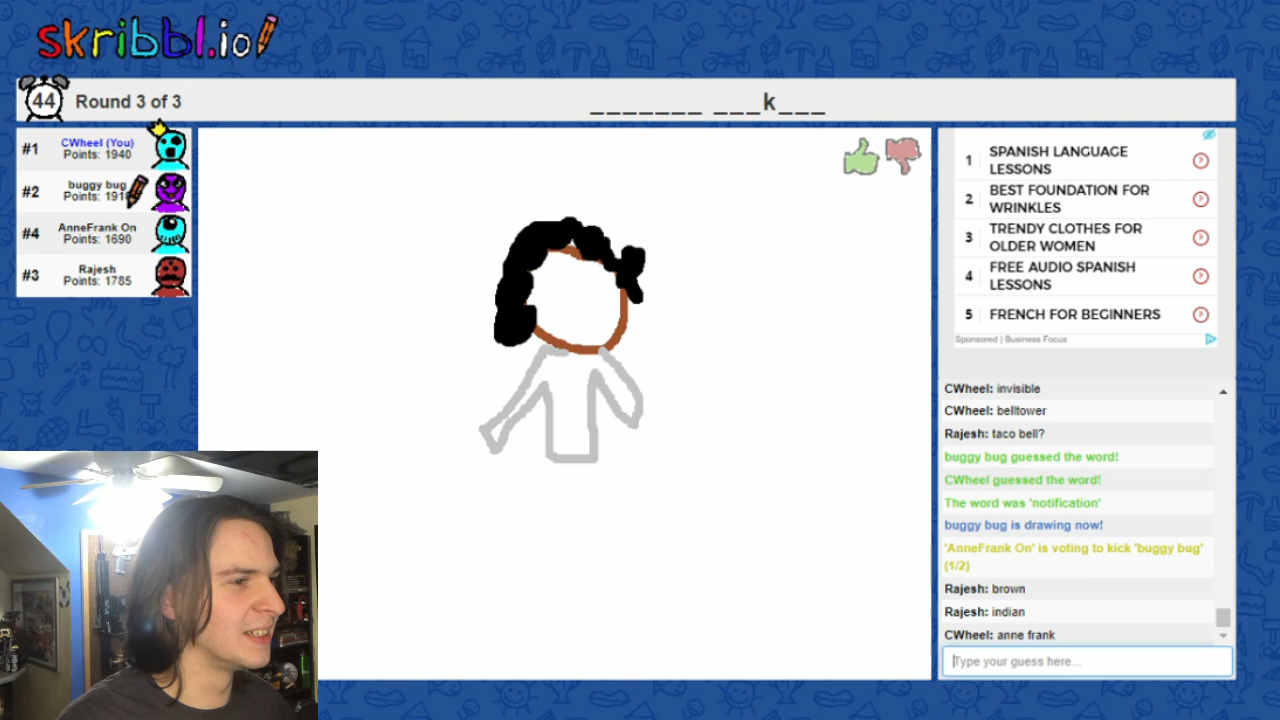 skribbl.io
44
Round 3 of 3
_______ ___k___
#1
CWheel (You)
Points: 1940
#2
buggy bug
Points: 191
#4
AnneFrank On
Points: 1690
#3
Rajesh
Points: 1785
1 SPANISH LANGUAGE
LESSONS
2 BEST FOUNDATION FOR
WRINKLES
3 TRENDY CLOTHES FOR
OLDER WOMEN
4 FREE AUDIO SPANISH
LESSONS
5 FRENCH FOR BEGINNERS
Sponsored | Business Focus
CWheel: invisible
CWheel: belltower
Rajesh: taco bell?
buggy bug guessed the word!
CWheel guessed the word!
The word was 'notification'
buggy bug is drawing now!
'AnneFrank On' is voting to kick 'buggy bug'
(1/2)
Rajesh: brown
Rajesh: indian
CWheel: anne frank
Type your guess here...